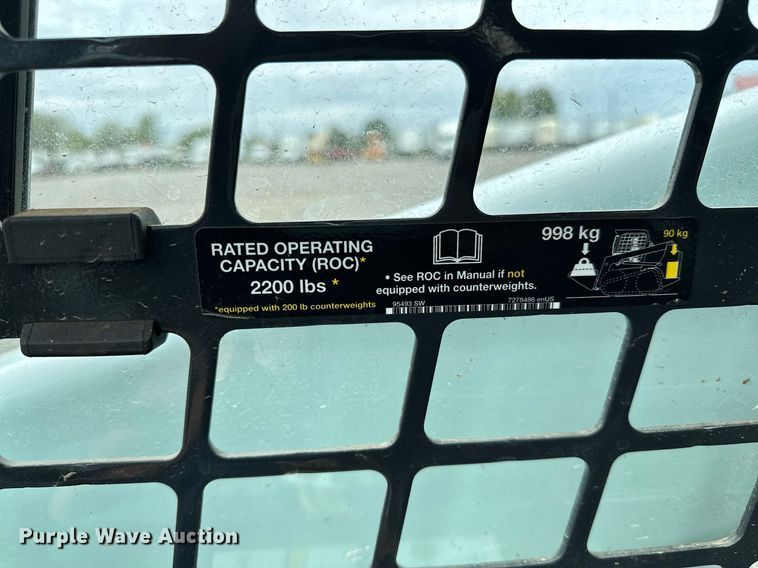 RATED OPERATING
CAPACITY (ROC)*
2200 lbs *
*equipped with 200 lb counterweights
• See ROC in Manual if not
equipped with counterweights.
95493 SW 7278486 enUS
998 kg
90 kg
Purple Wave Auction